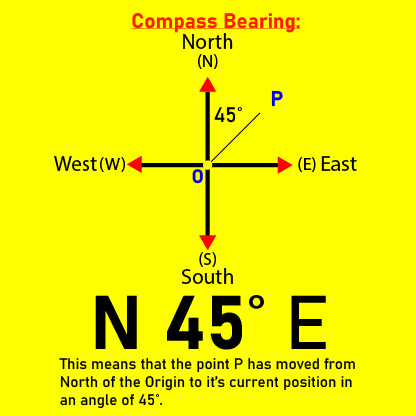 Compass Bearing:
North
(N)
P
45°
West (W)
(E) East
O
(S)
South
N 45° E
This means that the point P has moved from
North of the Origin to it's current position in
an angle of 45°.